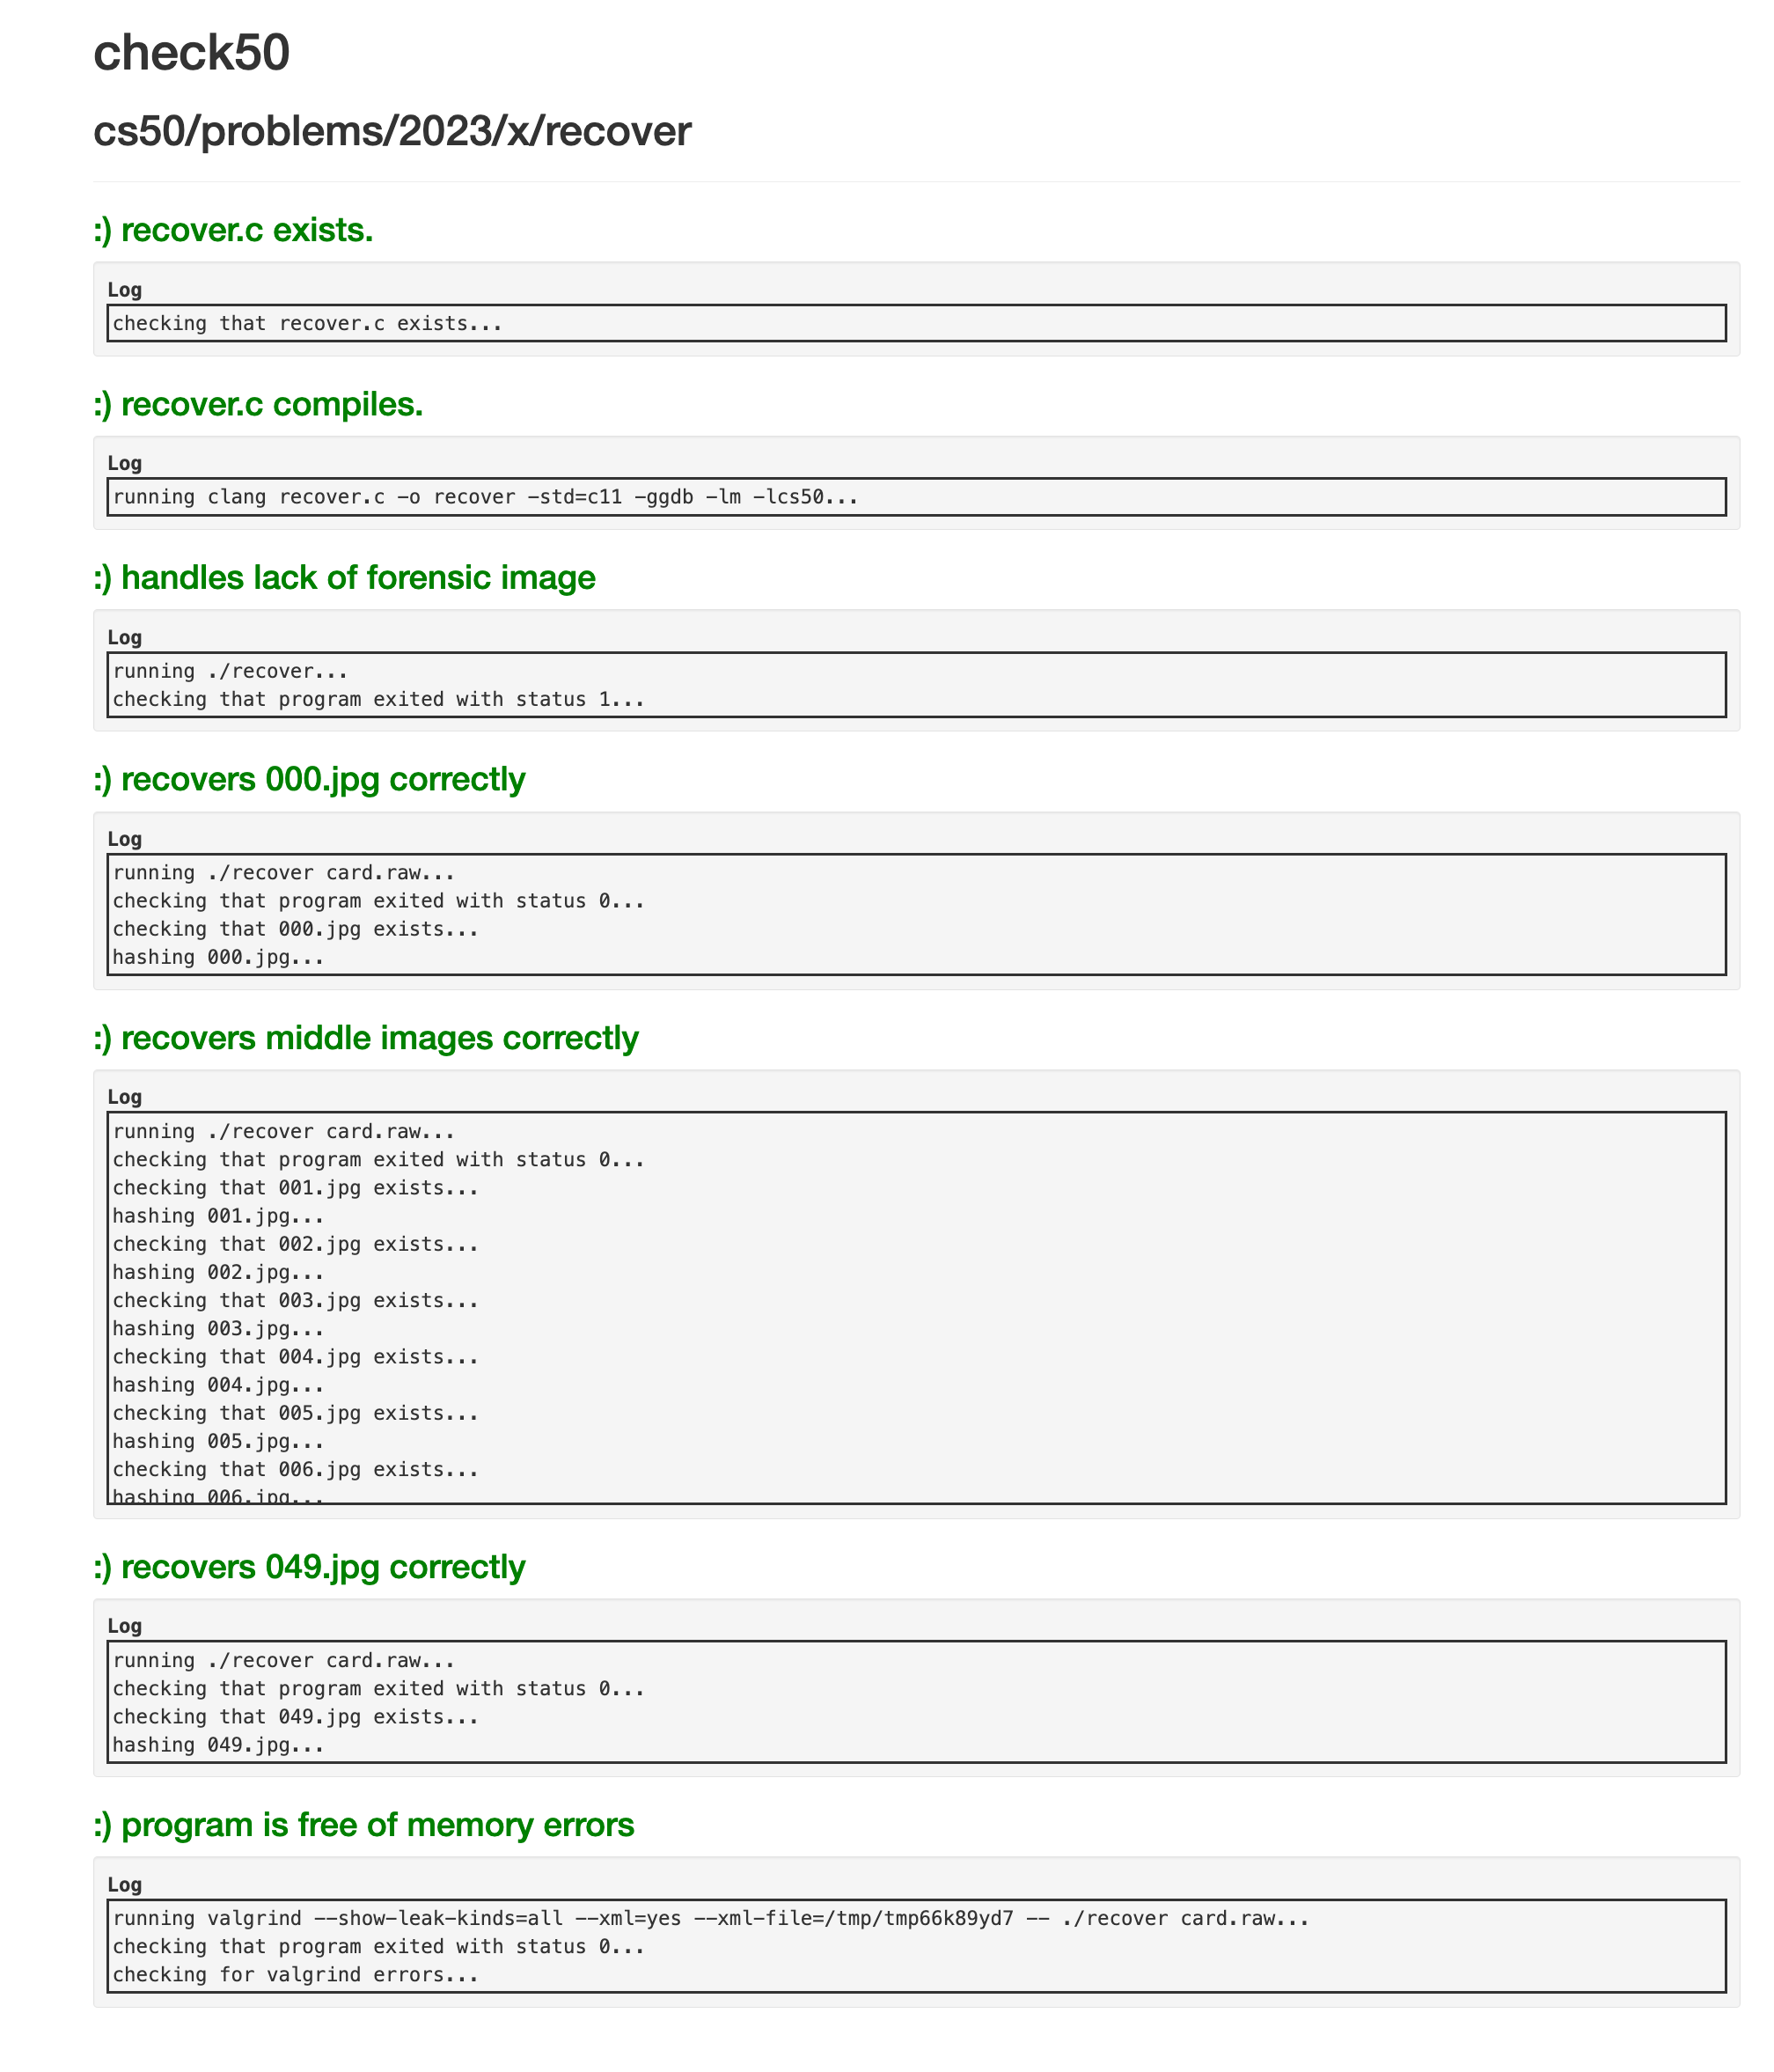 check50
cs50/problems/2023/x/recover
:) recover.c exists.
Log
checking that recover.c exists...
:) recover.c compiles.
Log
running clang recover.c -o recover -std=c11 -ggdb -lm -lcs50...
:) handles lack of forensic image
Log
running ./recover...
checking that program exited with status 1...
:) recovers 000.jpg correctly
Log
running ./recover card.raw...
checking that program exited with status 0...
checking that 000.jpg exists...
hashing 000.jpg...
:) recovers middle images correctly
Log
running ./recover card.raw...
checking that program exited with status 0...
checking that 001.jpg exists...
hashing 001.jpg...
checking that 002.jpg exists...
hashing 002.jpg...
checking that 003.jpg exists...
hashing 003.jpg...
checking that 004.jpg exists...
hashing 004.jpg...
checking that 005.jpg exists...
hashing 005.jpg...
checking that 006.jpg exists...
hashing 006.jpg...
:) recovers 049.jpg correctly
Log
running ./recover card.raw...
checking that program exited with status 0...
checking that 049.jpg exists...
hashing 049.jpg...
:) program is free of memory errors
Log
running valgrind --show-leak-kinds=all --xml=yes --xml-file=/tmp/tmp66k89yd7 -- ./recover card.raw...
checking that program exited with status 0...
checking for valgrind errors...